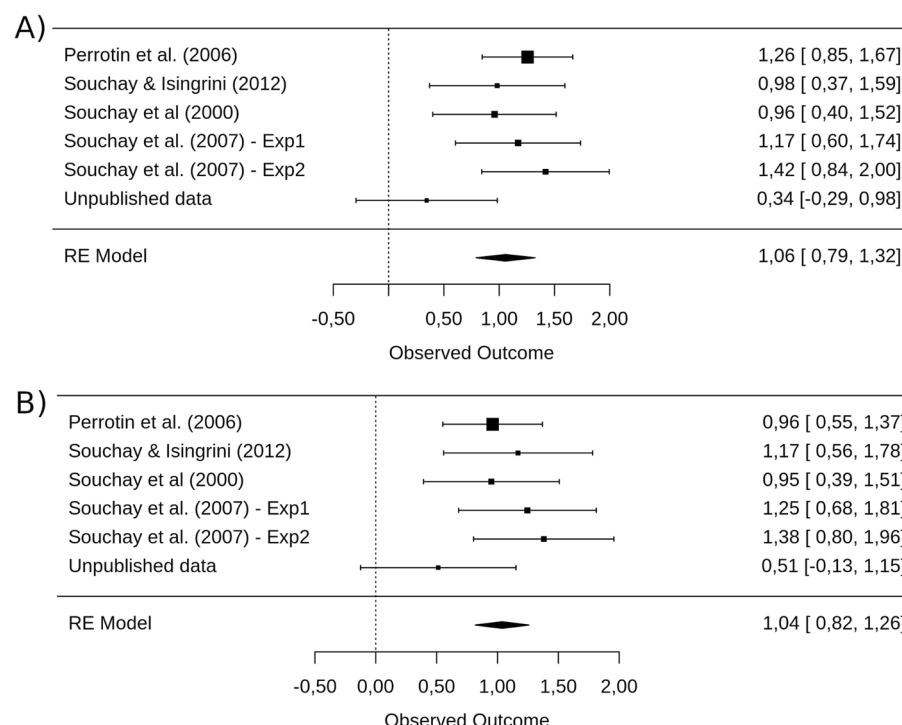 A)
Perrotin et al. (2006) 1,26 [ 0,85, 1,67]
Souchay & Isingrini (2012) 0,98 [ 0,37, 1,59]
Souchay et al (2000) 0,96 [ 0,40, 1,52]
Souchay et al. (2007) - Exp1 1,17 [ 0,60, 1,74]
Souchay et al. (2007) - Exp2 1,42 [ 0,84, 2,00]
Unpublished data 0,34 [-0,29, 0,98]
RE Model 1,06 [ 0,79, 1,32]
-0,50 0,50 1,00 1,50 2,00
Observed Outcome
B)
Perrotin et al. (2006) 0,96 [ 0,55, 1,37]
Souchay & Isingrini (2012) 1,17 [ 0,56, 1,78]
Souchay et al (2000) 0,95 [ 0,39, 1,51]
Souchay et al. (2007) - Exp1 1,25 [ 0,68, 1,81]
Souchay et al. (2007) - Exp2 1,38 [ 0,80, 1,96]
Unpublished data 0,51 [-0,13, 1,15]
RE Model 1,04 [ 0,82, 1,26]
-0,50 0,00 0,50 1,00 1,50 2,00
Observed Outcome